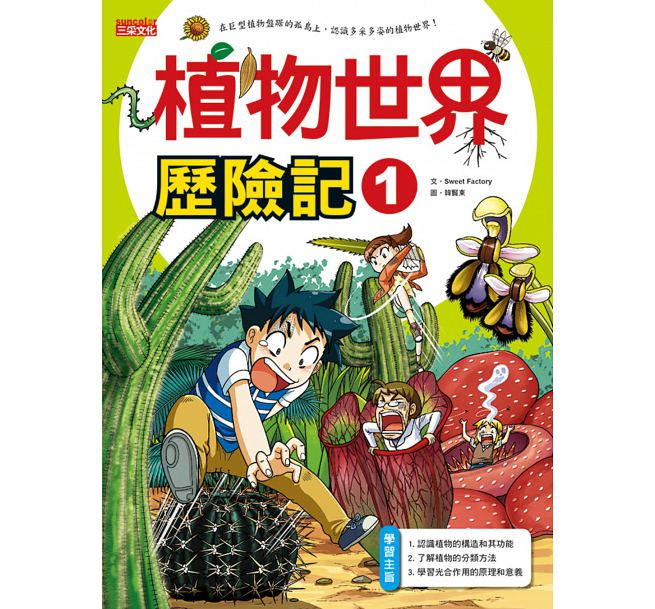 suncolor
三采文化
在巨型植物盤踞的孤島上，認識多采多姿的植物世界！
植物世界
歷險記1
文・Sweet Factory
圖・韓賢東
學習主旨
1. 認識植物的構造和其功能
2. 了解植物的分類方法
3. 學習光合作用的原理和意義